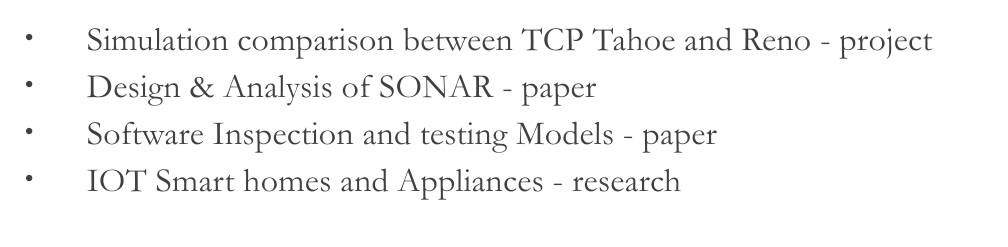 • Simulation comparison between TCP Tahoe and Reno - project
• Design & Analysis of SONAR - paper
• Software Inspection and testing Models - paper
• IOT Smart homes and Appliances - research